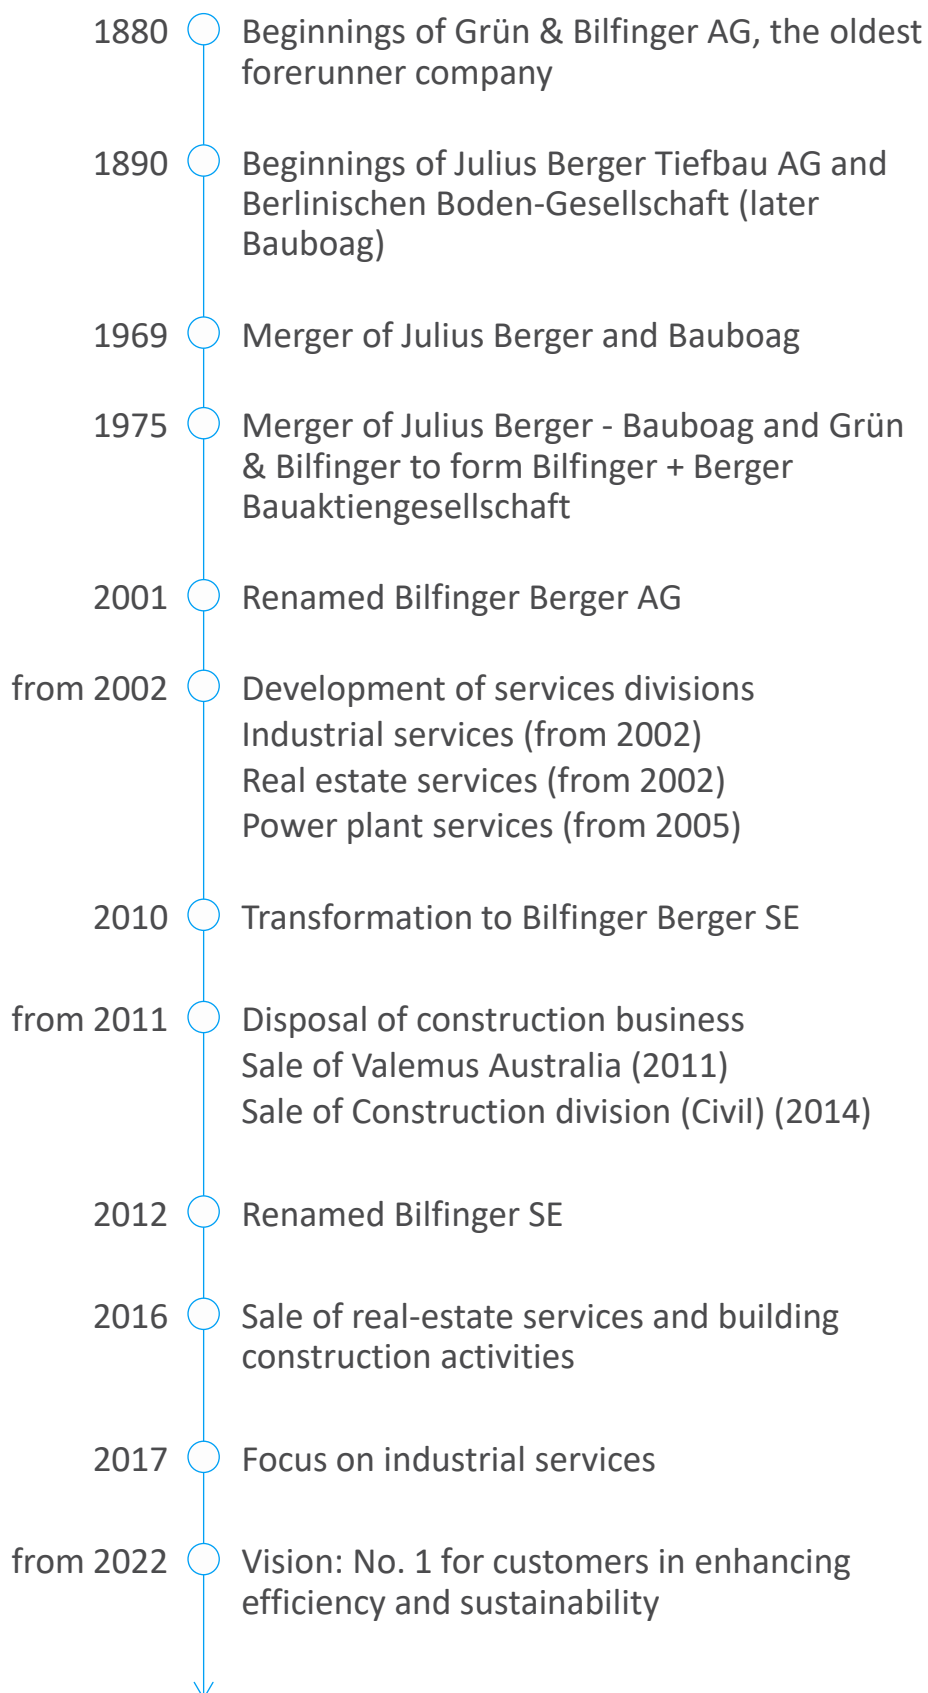 1880 Beginnings of Grün & Bilfinger AG, the oldest
forerunner company
1890 Beginnings of Julius Berger Tiefbau AG and
Berlinischen Boden-Gesellschaft (later
Bauboag)
1969 Merger of Julius Berger and Bauboag
1975 Merger of Julius Berger - Bauboag and Grün
& Bilfinger to form Bilfinger + Berger
Bauaktiengesellschaft
2001 Renamed Bilfinger Berger AG
from 2002 Development of services divisions
Industrial services (from 2002)
Real estate services (from 2002)
Power plant services (from 2005)
2010 Transformation to Bilfinger Berger SE
from 2011 Disposal of construction business
Sale of Valemus Australia (2011)
Sale of Construction division (Civil) (2014)
2012 Renamed Bilfinger SE
2016 Sale of real-estate services and building
construction activities
2017 Focus on industrial services
from 2022 Vision: No. 1 for customers in enhancing
efficiency and sustainability